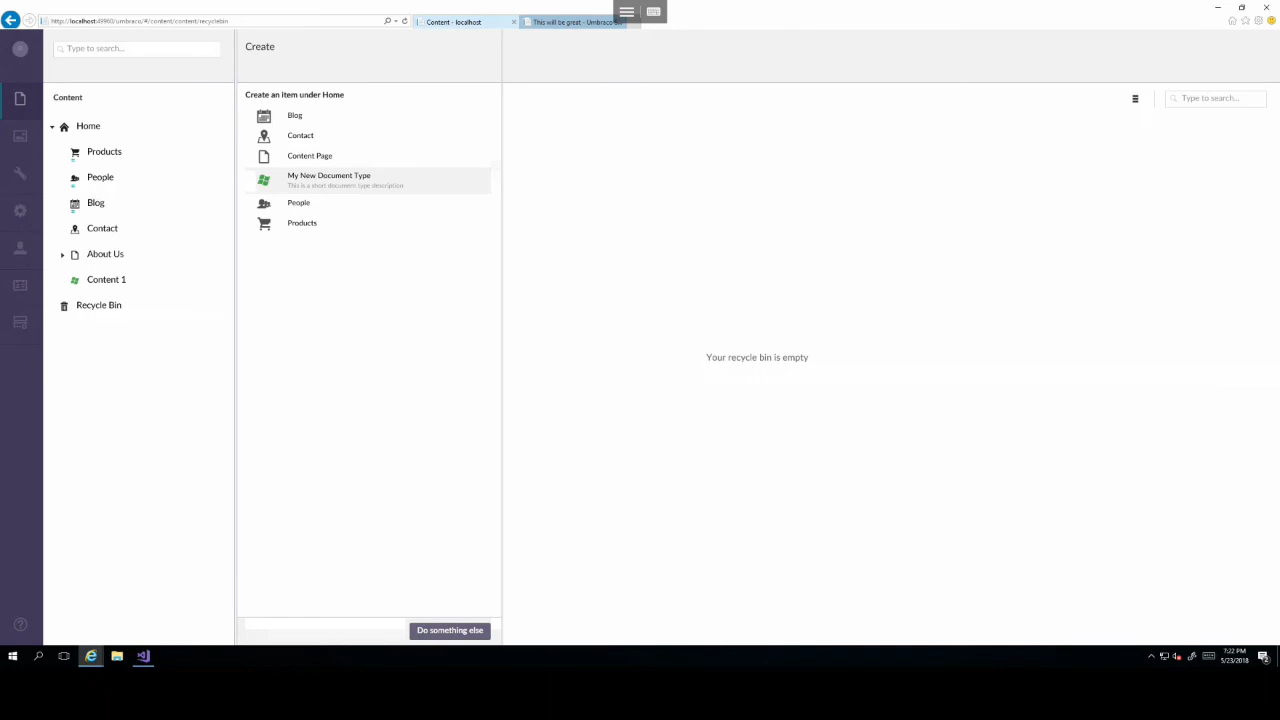 http://localhost:49960/umbraco/#/content/content/recyclebin
Content - localhost
This will be great - Umbraco
Type to search...
Create
Content
Create an item under Home
Type to search...
Home
Products
People
Blog
Contact
About Us
Content 1
Recycle Bin
Blog
Contact
Content Page
My New Document Type
This is a short document type description
People
Products
Your recycle bin is empty
Do something else
7:22 PM
5/23/2018
2